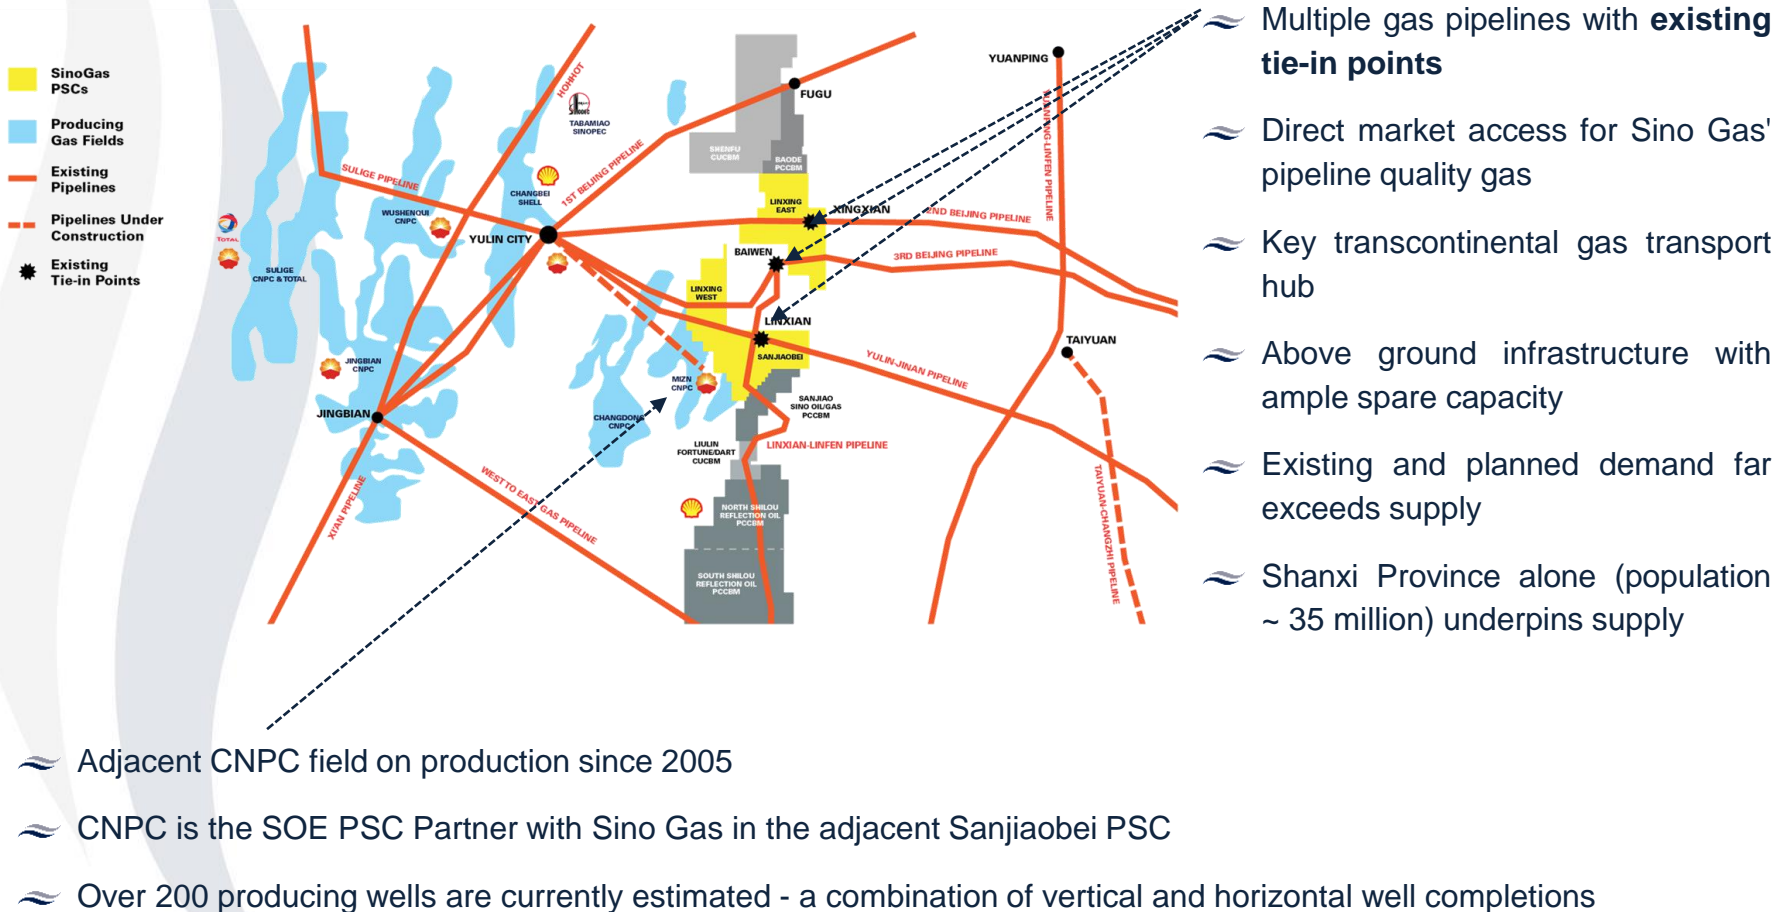 SinoGas
PSCs
Producing
Gas Fields
Existing
Pipelines
Pipelines Under
Construction
Existing
Tie-in Points
HOHHOT
Sinopec
TABAMIAO
SINOPEC
YUANPING
FUGU
SHENFU
CUCBM
BAODE
PCCBM
YUANPING-LINFEN PIPELINE
SULIGE PIPELINE
1ST BEIJING PIPELINE
CHANGBEI
SHELL
WUSHENQUI
CNPC
LINXING
EAST
XINGXIAN
2ND BEIJING PIPELINE
TOTAL
YULIN CITY
BAIWEN
3RD BEIJING PIPELINE
SULIGE
CNPC & TOTAL
LINXING
WEST
LINXIAN
TAIYUAN
SANJIAOBEI
YULIN-JINAN PIPELINE
JINGBIAN
CNPC
MIZN
CNPC
SANJIAO
SINO OIL/GAS
PCCBM
JINGBIAN
CHANGDONG
CNPC
LIULIN
FORTUNE/DART
CUCBM
LINXIAN-LINFEN PIPELINE
XI'AN PIPELINE
WEST TO EAST GAS PIPELINE
TAIYUAN-CHANGZHI PIPELINE
NORTH SHILOU
REFLECTION OIL
PCCBM
SOUTH SHILOU
REFLECTION OIL
PCCBM
Multiple gas pipelines with existing
tie-in points
Direct market access for Sino Gas'
pipeline quality gas
Key transcontinental gas transport
hub
Above ground infrastructure with
ample spare capacity
Existing and planned demand far
exceeds supply
Shanxi Province alone (population
~ 35 million) underpins supply
Adjacent CNPC field on production since 2005
CNPC is the SOE PSC Partner with Sino Gas in the adjacent Sanjiaobei PSC
Over 200 producing wells are currently estimated - a combination of vertical and horizontal well completions